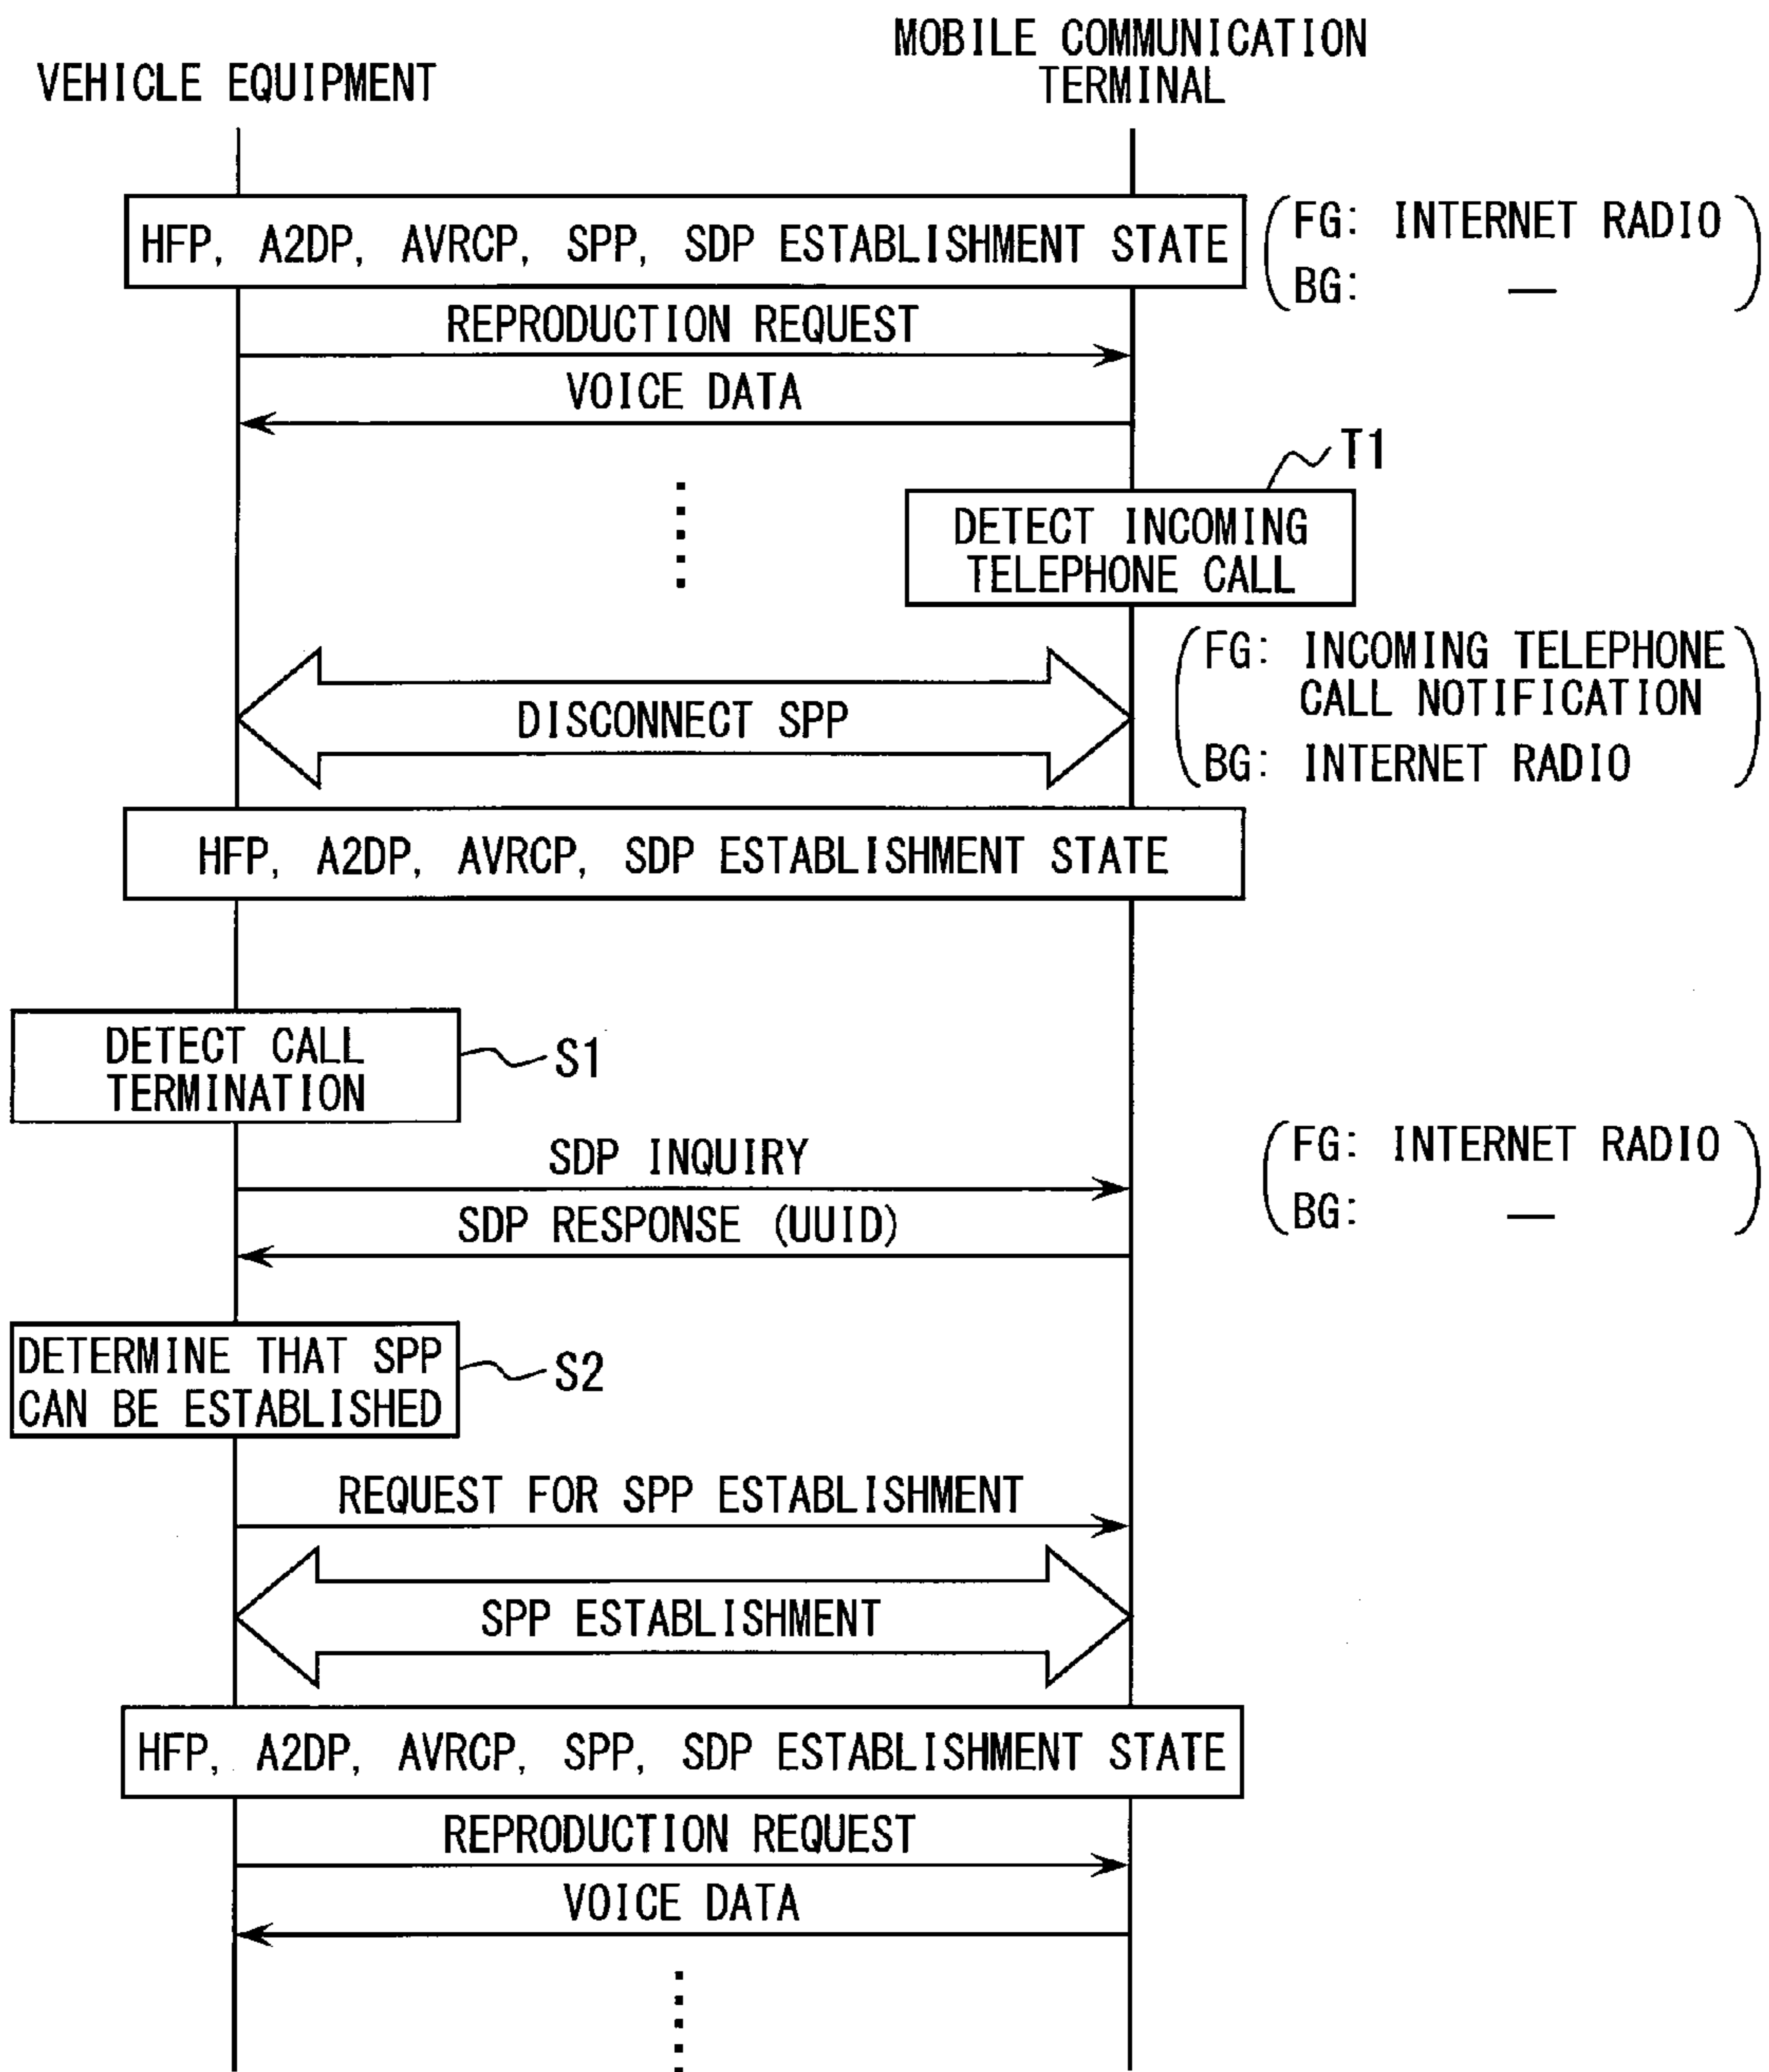 VEHICLE EQUIPMENT
MOBILE COMMUNICATION
TERMINAL
HFP, A2DP, AVRCP, SPP, SDP ESTABLISHMENT STATE
FG: INTERNET RADIO
BG: —
REPRODUCTION REQUEST
VOICE DATA
T1
DETECT INCOMING
TELEPHONE CALL
FG: INCOMING TELEPHONE
CALL NOTIFICATION
BG: INTERNET RADIO
DISCONNECT SPP
HFP, A2DP, AVRCP, SDP ESTABLISHMENT STATE
DETECT CALL
TERMINATION
S1
SDP INQUIRY
FG: INTERNET RADIO
BG: —
SDP RESPONSE (UUID)
DETERMINE THAT SPP
CAN BE ESTABLISHED
S2
REQUEST FOR SPP ESTABLISHMENT
SPP ESTABLISHMENT
HFP, A2DP, AVRCP, SPP, SDP ESTABLISHMENT STATE
REPRODUCTION REQUEST
VOICE DATA